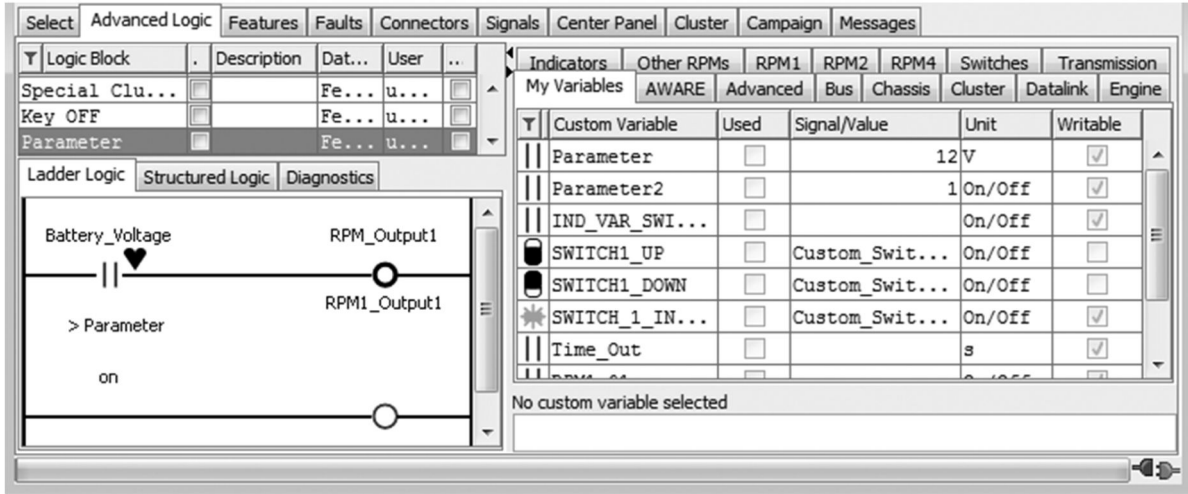 Select Advanced Logic Features Faults Connectors Signals Center Panel Cluster Campaign Messages
Logic Block . Description Dat... User ...
Special Clu... Fe... u...
Key OFF Fe... u...
Parameter Fe... u...
Ladder Logic Structured Logic Diagnostics
Battery_Voltage RPM_Output1
RPM1_Output1
> Parameter
on
Indicators Other RPMs RPM1 RPM2 RPM4 Switches Transmission
My Variables AWARE Advanced Bus Chassis Cluster Datalink Engine
Custom Variable Used Signal/Value Unit Writable
Parameter 12 V
Parameter2 1 On/Off
IND_VAR_SWI... On/Off
SWITCH1_UP Custom_Swit... On/Off
SWITCH1_DOWN Custom_Swit... On/Off
SWITCH_1_IN... Custom_Swit... On/Off
Time_Out s
No custom variable selected